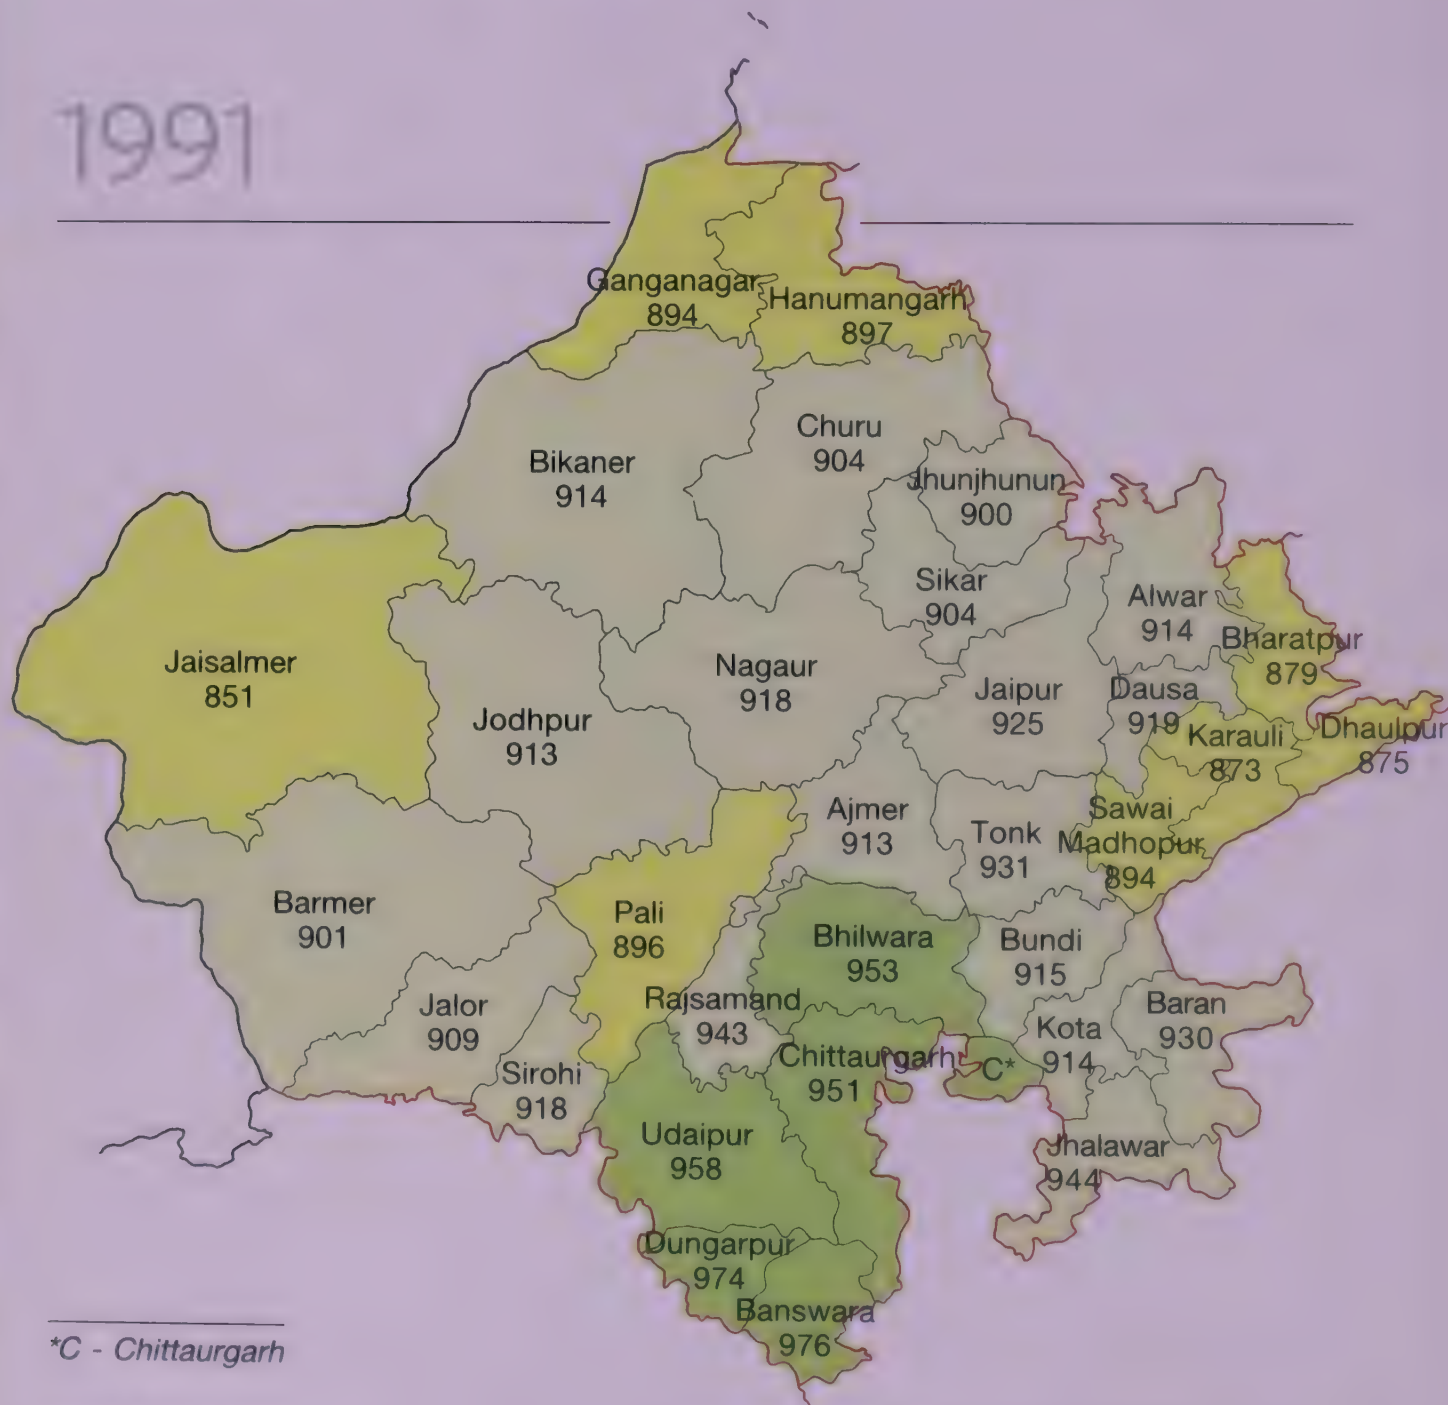 1991
Ganganagar
894
Hanumangarh
897
Churu
904
Bikaner
914
Jhunjhunun
900
Sikar
904
Alwar
914
Bharatpur
879
Jaisalmer
851
Nagaur
918
Jaipur
925
Dausa
919
Jodhpur
913
Karauli
873
Dhaulpur
875
Ajmer
913
Tonk
931
Sawai
Madhopur
894
Barmer
901
Pali
896
Bhilwara
953
Bundi
915
Jalor
909
Rajsamand
943
Baran
930
Kota
914
Chittaurgarh
951
C*
Sirohi
918
Udaipur
958
Jhalawar
944
Dungarpur
974
Banswara
976
*C - Chittaurgarh